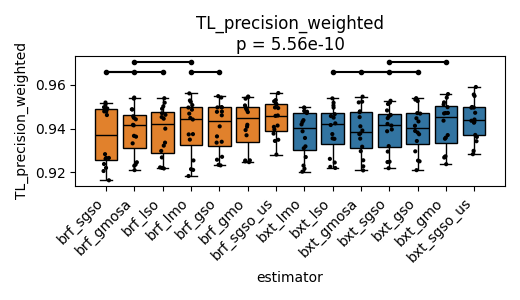 TL_precision_weighted
p = 5.56e-10
TL_precision_weighted
0.96
0.94
0.92
brf_sgso
brf_gmosa
brf_lso
brf_lmo
brf_gso
brf_gmo
brf_sgso_us
bxt_lmo
bxt_lso
bxt_gmosa
bxt_sgso
bxt_gso
bxt_gmo
bxt_sgso_us
estimator